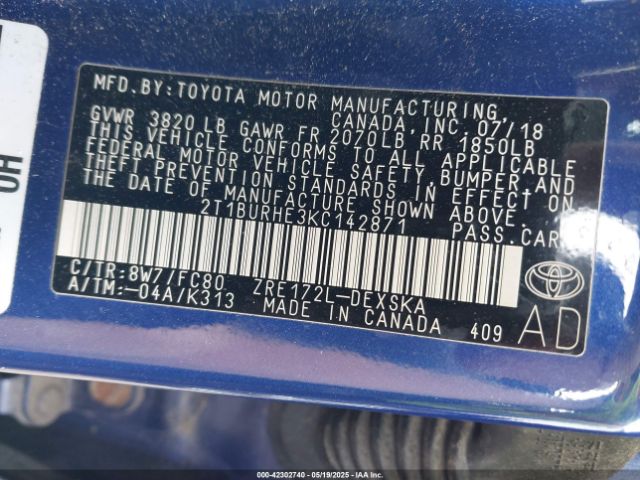 MFD.BY:TOYOTA MOTOR MANUFACTURING,
CANADA, INC. 07/18
GVWR 3820 LB GAWR FR 2070LB RR 1850LB
THIS VEHICLE CONFORMS TO ALL APPLICABLE
FEDERAL MOTOR VEHICLE SAFETY, BUMPER, AND
THEFT PREVENTION STANDARDS IN EFFECT ON
THE DATE OF MANUFACTURE SHOWN ABOVE.
2T1BURHE3KC142871 PASS.CAR
C/TR:8W7/FC80 ZRE172L-DEXSKA
A/TM:-04A/K313 MADE IN CANADA 409
AD
HO
000-42302740 - 05/19/2025 - IAAI